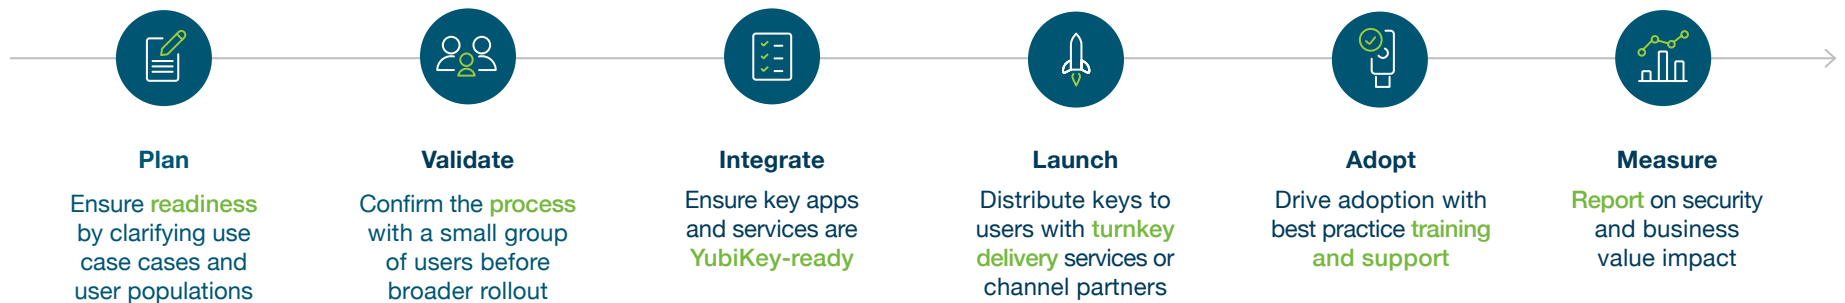 Plan
Ensure readiness
by clarifying use
case cases and
user populations
Validate
Confirm the process
with a small group
of users before
broader rollout
Integrate
Ensure key apps
and services are
YubiKey-ready
Launch
Distribute keys to
users with turnkey
delivery services or
channel partners
Adopt
Drive adoption with
best practice training
and support
Measure
Report on security
and business
value impact